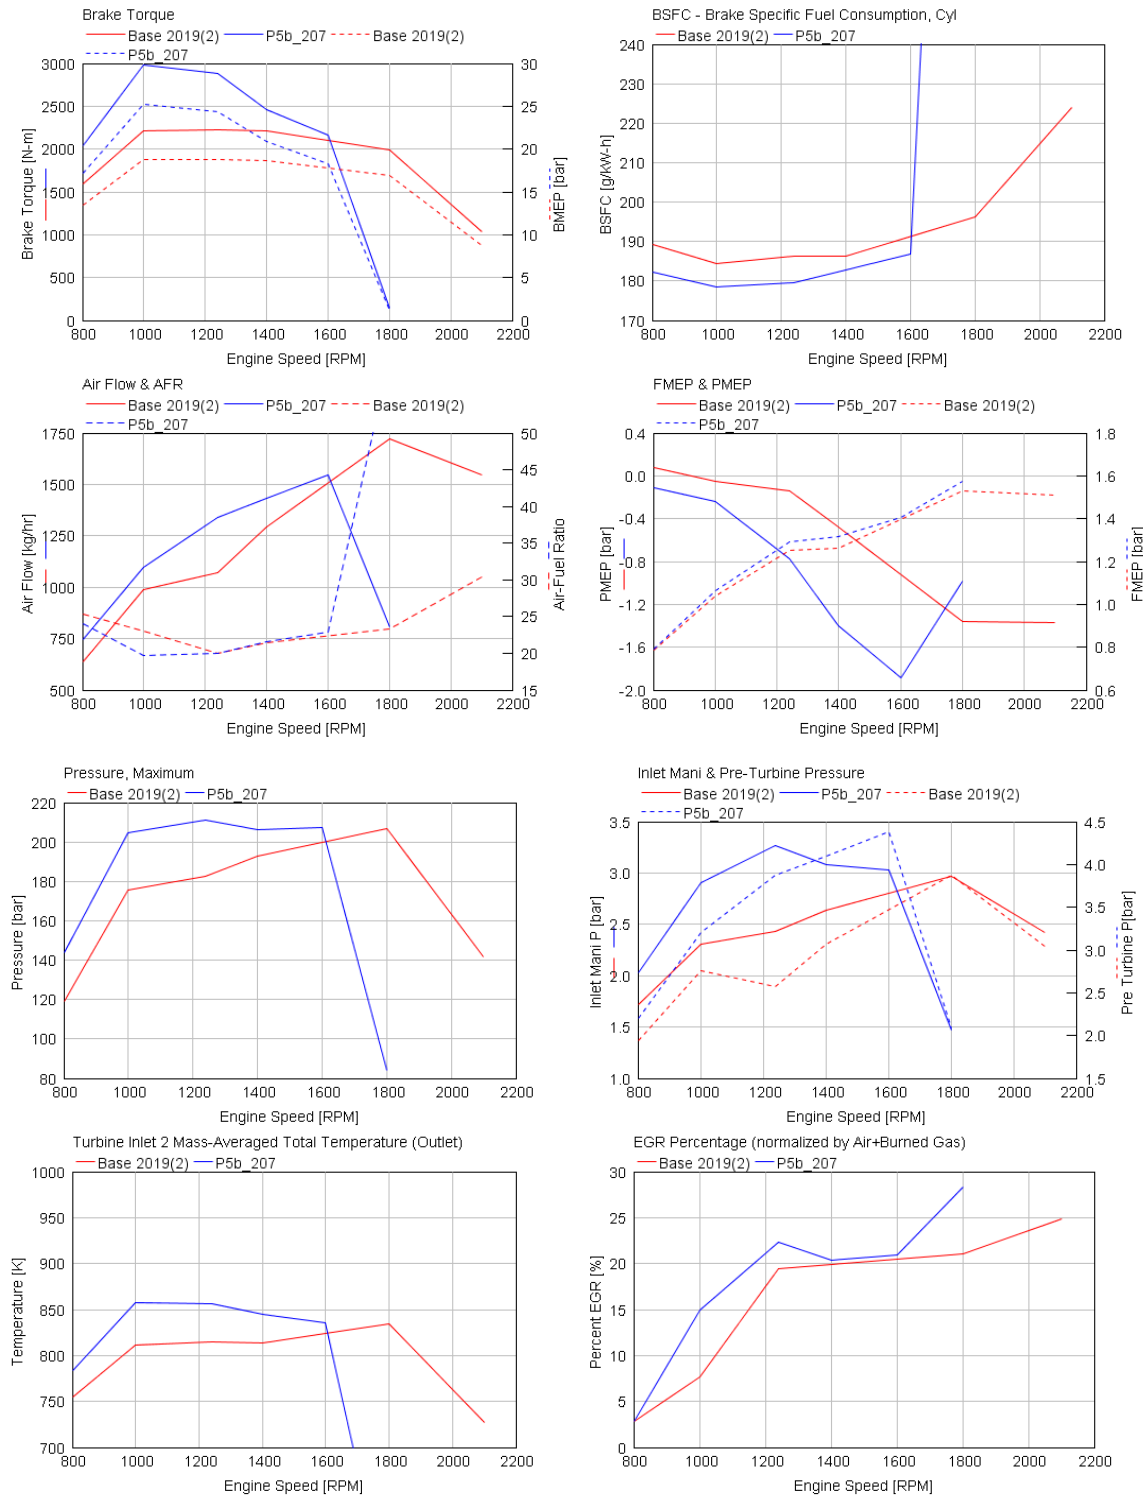 Brake Torque
Base 2019(2) P5b_207 Base 2019(2)
P5b_207
3000 30
2500 25
2000 20
1500 15
1000 10
500 5
0 0
800 1000 1200 1400 1600 1800 2000 2200
Brake Torque [N-m]
BMEP [bar]
Engine Speed [RPM]
BSFC - Brake Specific Fuel Consumption, Cyl
Base 2019(2) P5b_207
240
230
220
210
200
190
180
170
800 1000 1200 1400 1600 1800 2000 2200
BSFC [g/kW-h]
Engine Speed [RPM]
Air Flow & AFR
Base 2019(2) P5b_207 Base 2019(2)
P5b_207
1750 50
45
1500 40
1250 35
30
1000 25
750 20
500 15
800 1000 1200 1400 1600 1800 2000 2200
Air Flow [kg/hr]
Air-Fuel Ratio
Engine Speed [RPM]
FMEP & PMEP
Base 2019(2) P5b_207 Base 2019(2)
P5b_207
0.4 1.8
0.0 1.6
-0.4 1.4
-0.8 1.2
-1.2 1.0
-1.6 0.8
-2.0 0.6
800 1000 1200 1400 1600 1800 2000 2200
PMEP [bar]
FMEP [bar]
Engine Speed [RPM]
Pressure, Maximum
Base 2019(2) P5b_207
220
200
180
160
140
120
100
80
800 1000 1200 1400 1600 1800 2000 2200
Pressure [bar]
Engine Speed [RPM]
Inlet Mani & Pre-Turbine Pressure
Base 2019(2) P5b_207 Base 2019(2)
P5b_207
3.5 4.5
3.0 4.0
2.5 3.5
3.0
2.0 2.5
1.5 2.0
1.0 1.5
800 1000 1200 1400 1600 1800 2000 2200
Inlet Mani P [bar]
Pre Turbine P[bar]
Engine Speed [RPM]
Turbine Inlet 2 Mass-Averaged Total Temperature (Outlet)
Base 2019(2) P5b_207
1000
950
900
850
800
750
700
800 1000 1200 1400 1600 1800 2000 2200
Temperature [K]
Engine Speed [RPM]
EGR Percentage (normalized by Air+Burned Gas)
Base 2019(2) P5b_207
30
25
20
15
10
5
0
800 1000 1200 1400 1600 1800 2000 2200
Percent EGR [%]
Engine Speed [RPM]